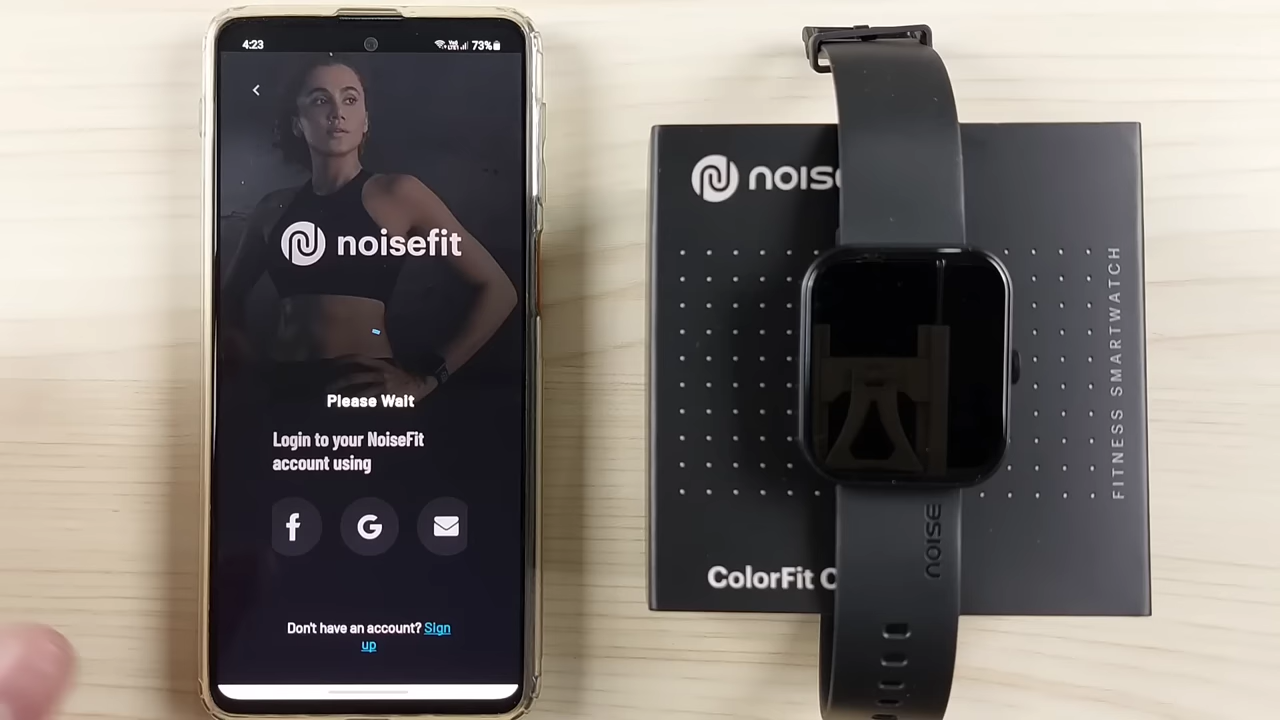 4:23
73%
noisefit
Please Wait
Login to your NoiseFit
account using
f
G
Don't have an account? Sign
up
NOISE
FITNESS SMARTWATCH
NOISE
ColorFit